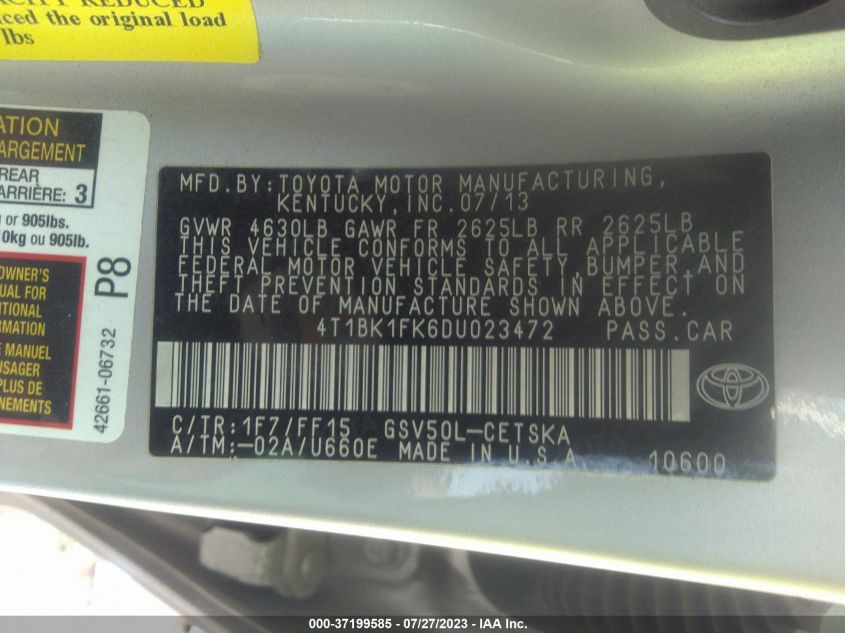 REDUCED
the original load
lbs
ATION
ARGEMENT
REAR
ARRIÈRE: 3
or 905lbs.
0kg ou 905lb.
OWNER'S
UAL FOR
ITIONAL
RMATION
E MANUEL
USAGER
PLUS DE
NEMENTS
P8
42661-06732
MFD.BY:TOYOTA MOTOR MANUFACTURING,
KENTUCKY,INC.07/13
GVWR 4630LB GAWR FR 2625LB RR 2625LB
THIS VEHICLE CONFORMS TO ALL APPLICABLE
FEDERAL MOTOR VEHICLE SAFETY,BUMPER,AND
THEFT PREVENTION STANDARDS IN EFFECT ON
THE DATE OF MANUFACTURE SHOWN ABOVE.
4T1BK1FK6DU023472 PASS.CAR
C/TR:1F7/FF15 GSV50L-CETSKA
A/TM:-02A/U660E MADE IN U.S.A 10600
000-37199585 - 07/27/2023 - IAA Inc.